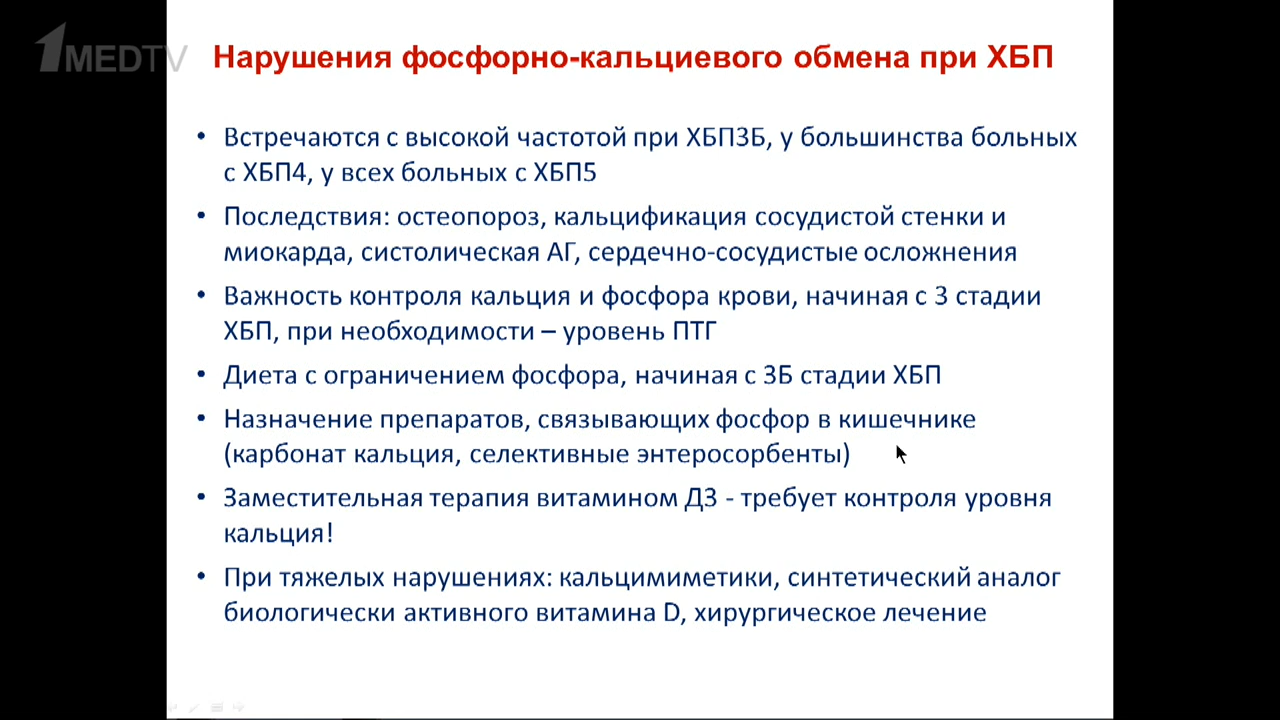 1MEDTV
Нарушения фосфорно-кальциевого обмена при ХБП
• Встречаются с высокой частотой при ХБП3Б, у большинства больных
с ХБП4, у всех больных с ХБП5
• Последствия: остеопороз, кальцификация сосудистой стенки и
миокарда, систолическая АГ, сердечно-сосудистые осложнения
• Важность контроля кальция и фосфора крови, начиная с 3 стадии
ХБП, при необходимости – уровень ПТГ
• Диета с ограничением фосфора, начиная с 3Б стадии ХБП
• Назначение препаратов, связывающих фосфор в кишечнике
(карбонат кальция, селективные энтеросорбенты)
• Заместительная терапия витамином Д3 - требует контроля уровня
кальция!
• При тяжелых нарушениях: кальцимиметики, синтетический аналог
биологически активного витамина D, хирургическое лечение